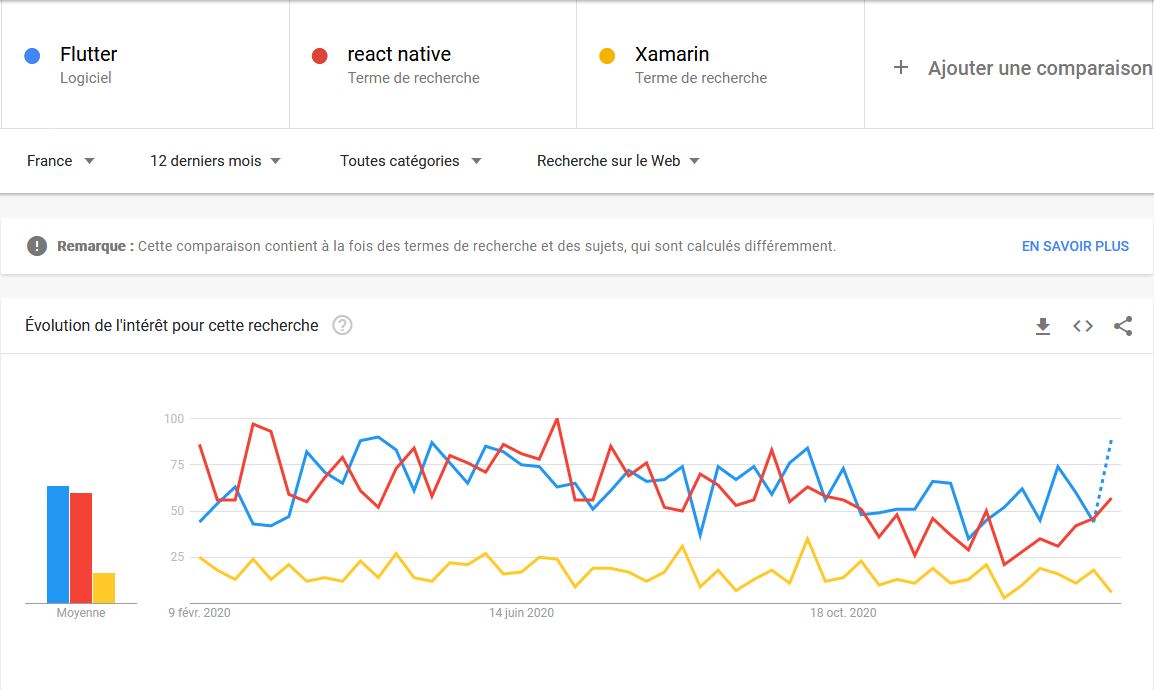 Flutter
Logiciel
react native
Terme de recherche
Xamarin
Terme de recherche
+ Ajouter une comparaison
France
12 derniers mois
Toutes catégories
Recherche sur le Web
Remarque : Cette comparaison contient à la fois des termes de recherche et des sujets, qui sont calculés différemment.
EN SAVOIR PLUS
Évolution de l'intérêt pour cette recherche
100
75
50
25
Moyenne
9 févr. 2020
14 juin 2020
18 oct. 2020